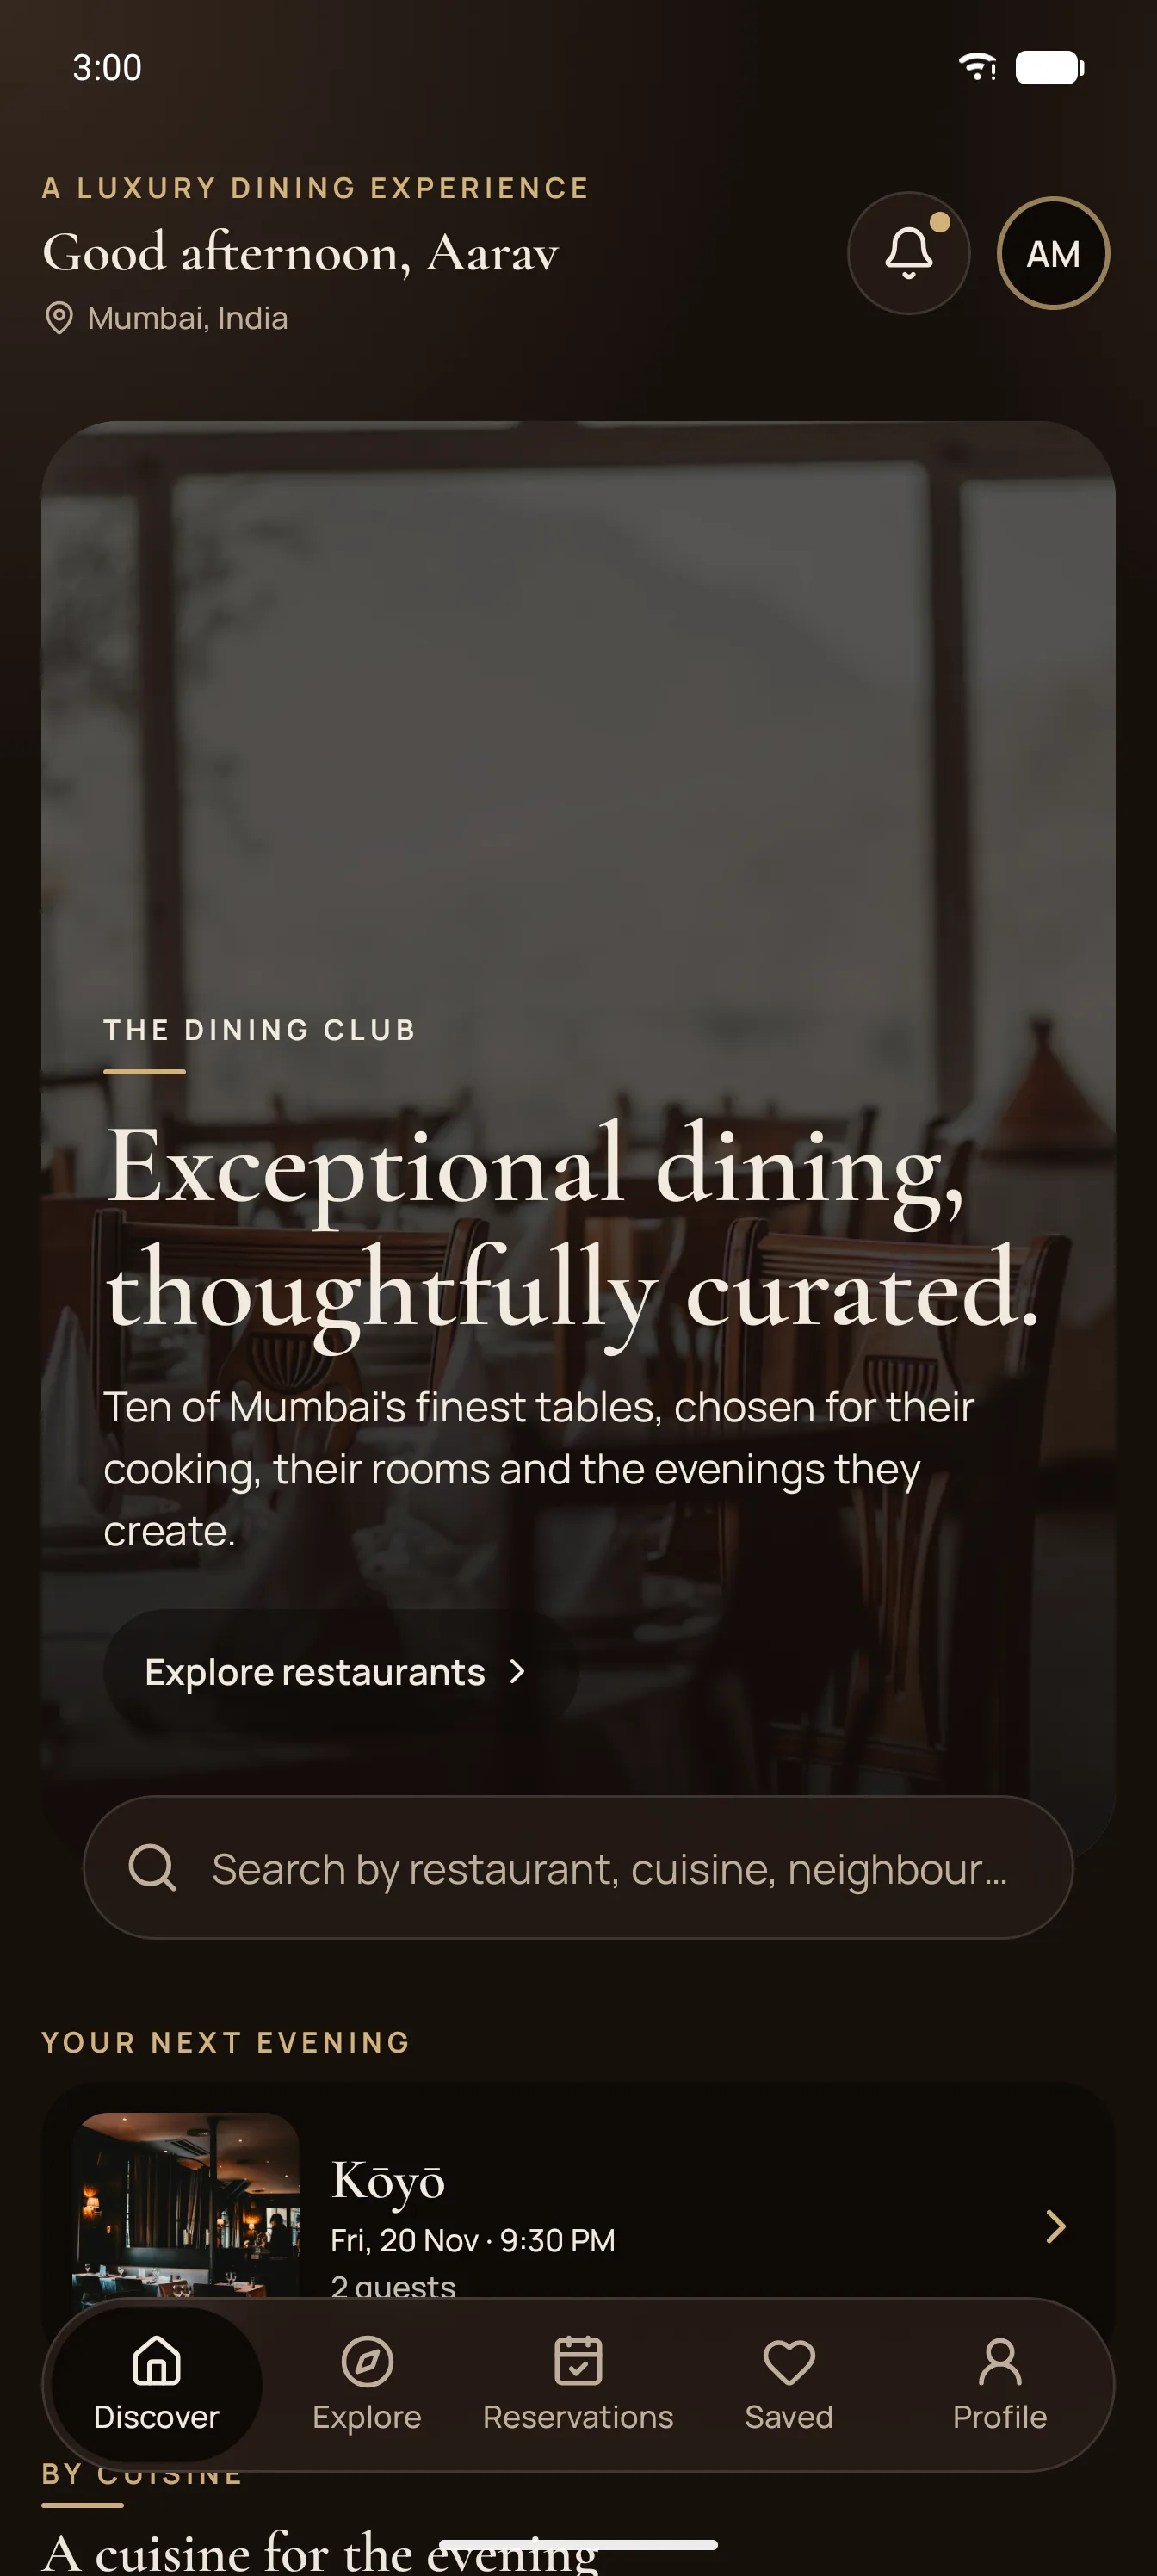 3:00
A LUXURY DINING EXPERIENCE
Good afternoon, Aarav
Mumbai, India
AM
THE DINING CLUB
Exceptional dining,
thoughtfully curated.
Ten of Mumbai's finest tables, chosen for their
cooking, their rooms and the evenings they
create.
Explore restaurants
Search by restaurant, cuisine, neighbour...
YOUR NEXT EVENING
Kōyō
Fri, 20 Nov · 9:30 PM
2 guests
Discover
Explore
Reservations
Saved
Profile
BY CUISINE
A cuisine for the evening